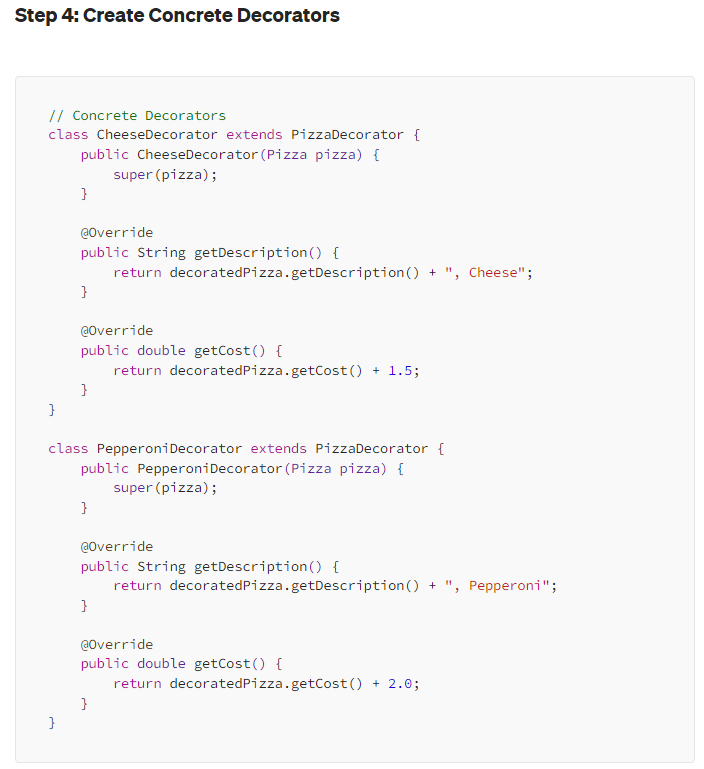 Step 4: Create Concrete Decorators
// Concrete Decorators
class CheeseDecorator extends PizzaDecorator {
    public CheeseDecorator(Pizza pizza) {
        super(pizza);
    }

    @Override
    public String getDescription() {
        return decoratedPizza.getDescription() + ", Cheese";
    }

    @Override
    public double getCost() {
        return decoratedPizza.getCost() + 1.5;
    }
}

class PepperoniDecorator extends PizzaDecorator {
    public PepperoniDecorator(Pizza pizza) {
        super(pizza);
    }

    @Override
    public String getDescription() {
        return decoratedPizza.getDescription() + ", Pepperoni";
    }

    @Override
    public double getCost() {
        return decoratedPizza.getCost() + 2.0;
    }
}